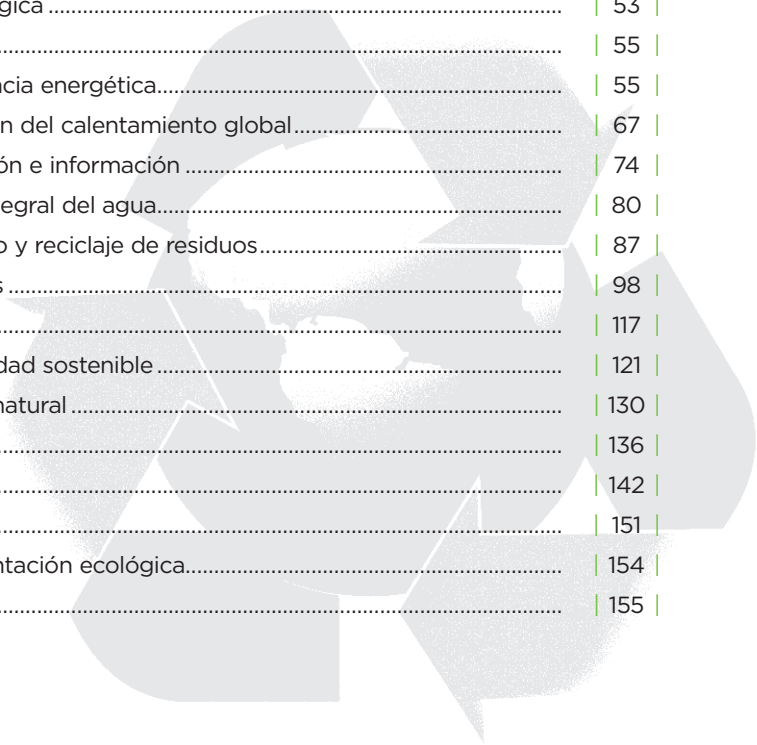 gica ........ | 53 |
........ | 55 |
cia energética ........ | 55 |
n del calentamiento global ........ | 67 |
ón e información ........ | 74 |
egral del agua ........ | 80 |
o y reciclaje de residuos ........ | 87 |
s ........ | 98 |
........ | 117 |
dad sostenible ........ | 121 |
natural ........ | 130 |
........ | 136 |
........ | 142 |
........ | 151 |
ntación ecológica ........ | 154 |
........ | 155 |